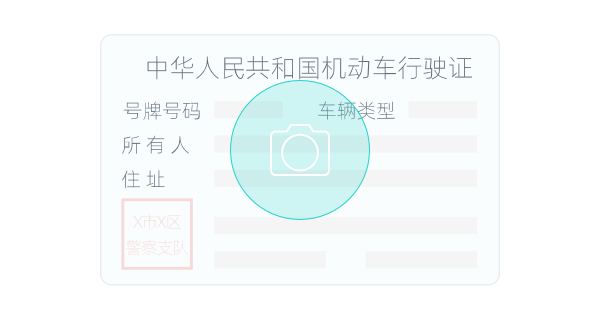 中华人民共和国机动车行驶证
号牌号码 车辆类型
所有人
住址
X市X区
警察支队